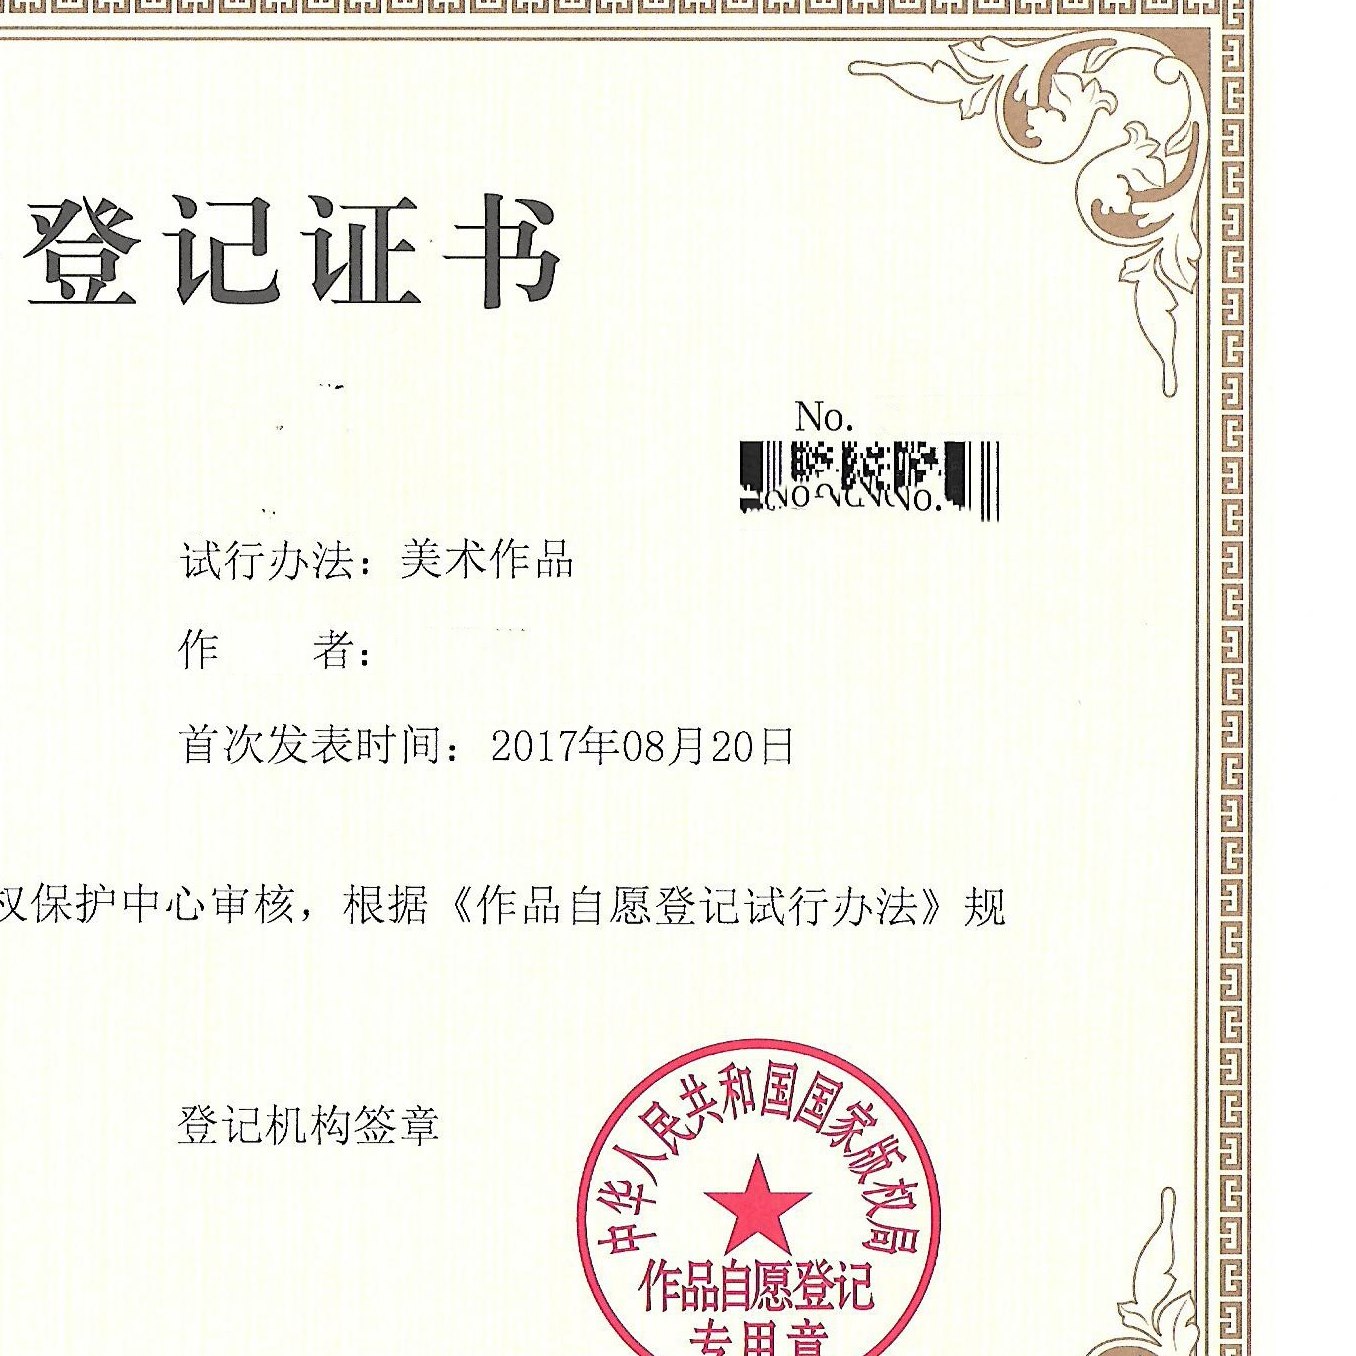 登记证书
No.
No.
试行办法：美术作品
作　　者：
首次发表时间：2017年08月20日
权保护中心审核，根据《作品自愿登记试行办法》规
登记机构签章
中华人民共和国国家版权局
作品自愿登记
专用章